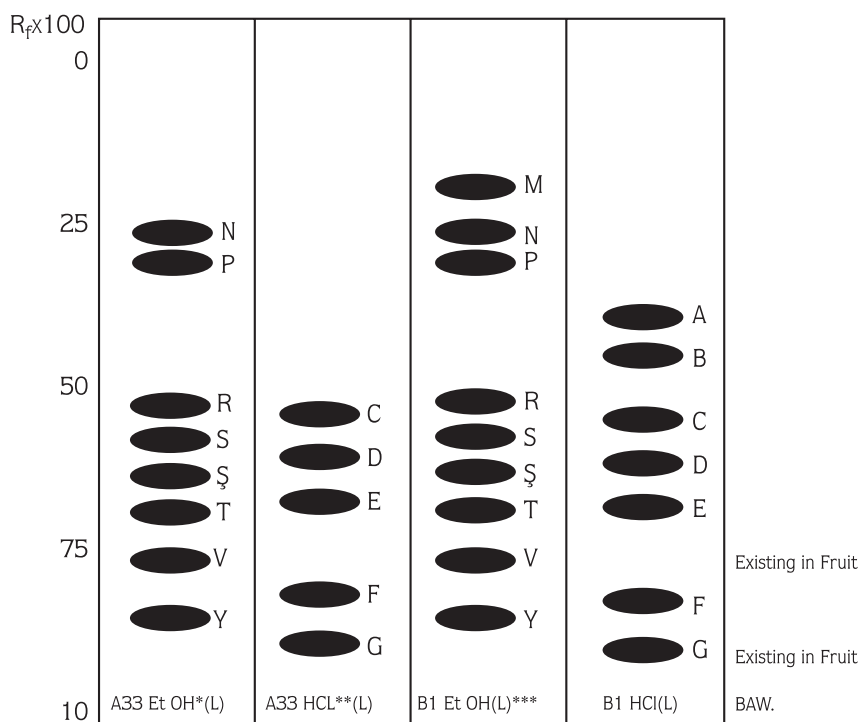 RfX100
0
M
25
N N
P P
A
B
50
R R
C C
S S
D D
Ş Ş
E E
T T
75
V V Existing in Fruit
F F
Y Y
G G Existing in Fruit
10 A33 Et OH*(L) A33 HCL**(L) B1 Et OH(L)*** B1 HCl(L) BAW.